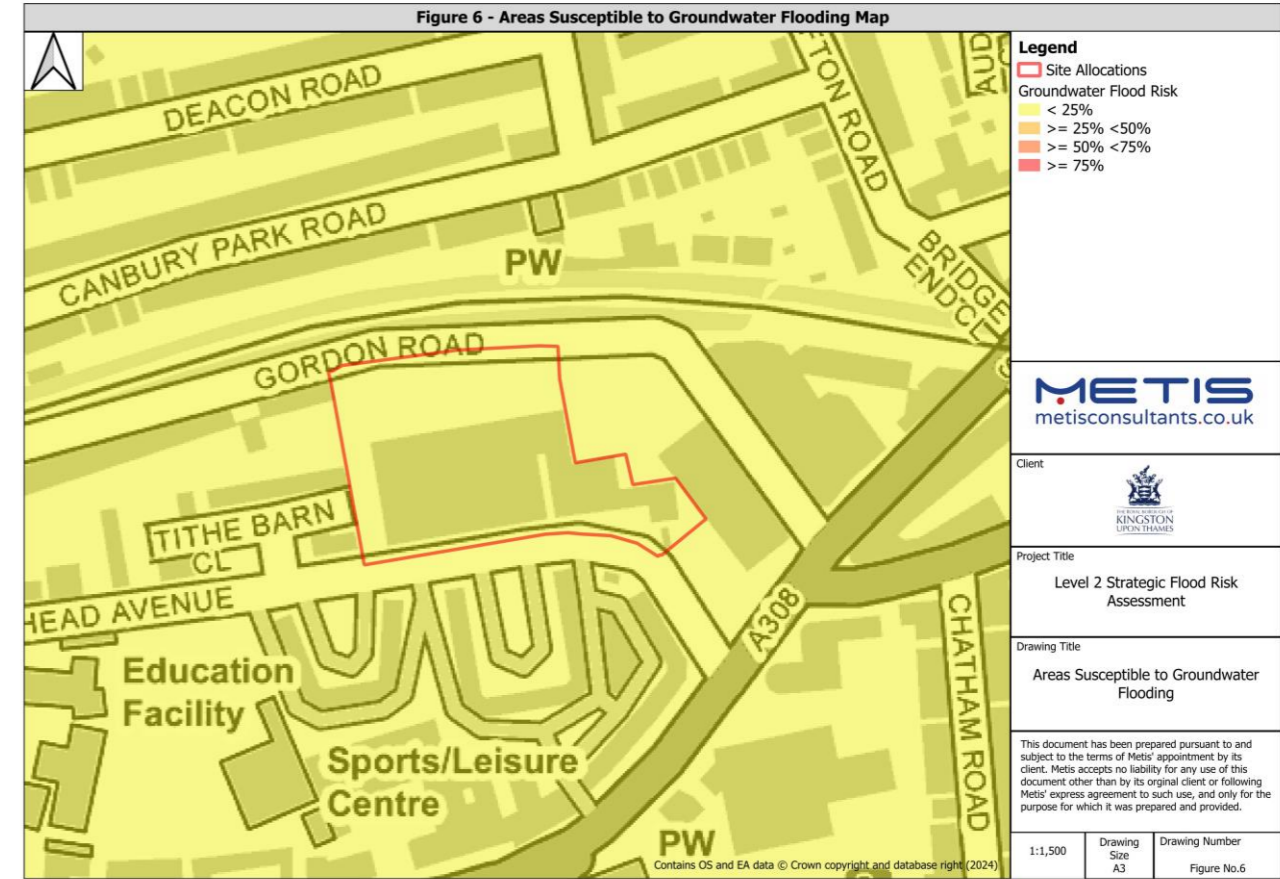 Figure 6 - Areas Susceptible to Groundwater Flooding Map
DEACON ROAD
CANBURY PARK ROAD
PW
TON ROAD
AUD
BRIDGE
END CL
GORDON ROAD
TITHE BARN
CL
HEAD AVENUE
A308
CHATHAM ROAD
Education
Facility
Sports/Leisure
Centre
PW
Contains OS and EA data © Crown copyright and database right (2024)
Legend
Site Allocations
Groundwater Flood Risk
< 25%
>= 25% <50%
>= 50% <75%
>= 75%
METIS
metisconsultants.co.uk
Client
THE ROYAL BOROUGH OF
KINGSTON
UPON THAMES
Project Title
Level 2 Strategic Flood Risk
Assessment
Drawing Title
Areas Susceptible to Groundwater
Flooding
This document has been prepared pursuant to and
subject to the terms of Metis' appointment by its
client. Metis accepts no liability for any use of this
document other than by its orginal client or following
Metis' express agreement to such use, and only for the
purpose for which it was prepared and provided.
1:1,500
Drawing
Size
A3
Drawing Number
Figure No.6